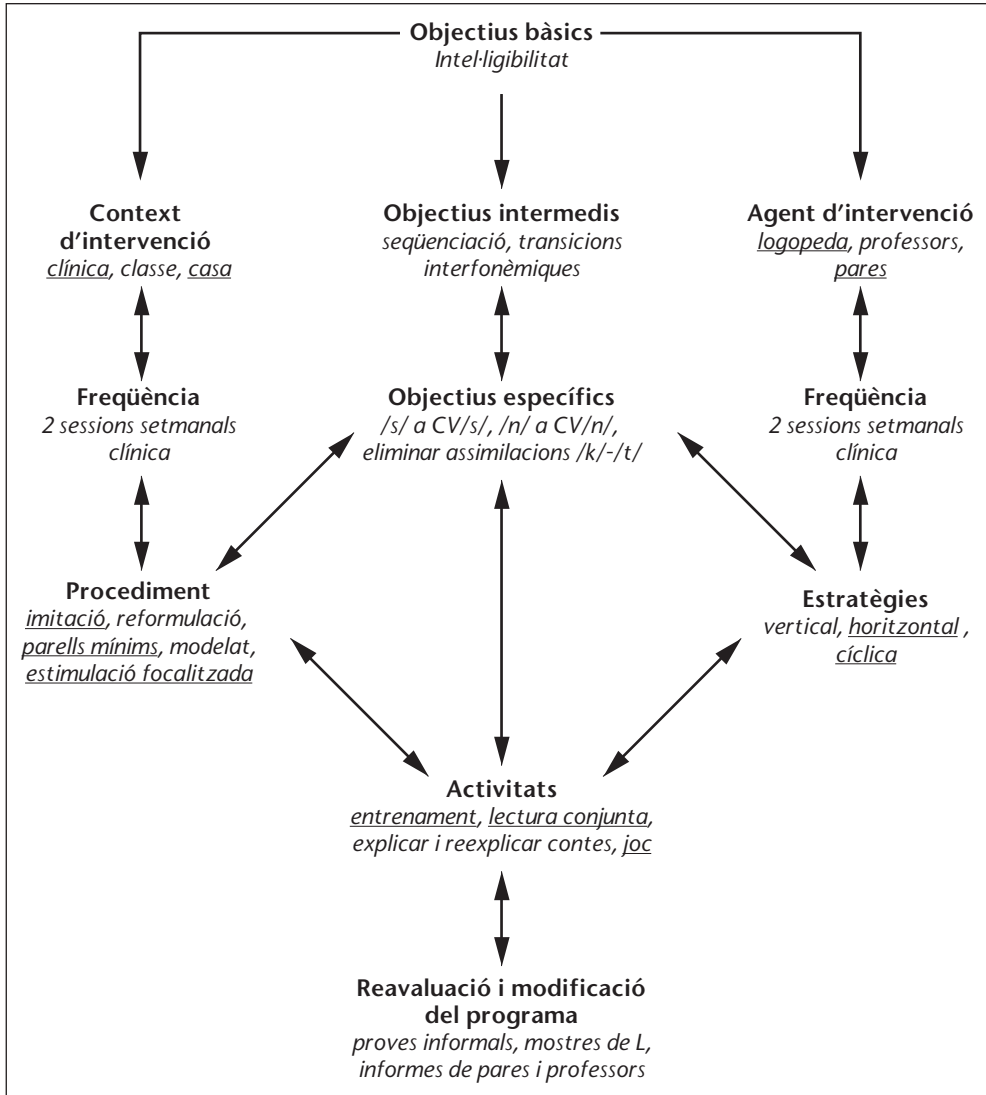 Objectius bàsics
Intel·ligibilitat
Context
d'intervenció
clínica, classe, casa
Objectius intermedis
seqüenciació, transicions
interfonèmiques
Agent d'intervenció
logopeda, professors,
pares
Freqüència
2 sessions setmanals
clínica
Objectius específics
/s/ a CV/s/, /n/ a CV/n/,
eliminar assimilacions /k/-/t/
Freqüència
2 sessions setmanals
clínica
Procediment
imitació, reformulació,
parells mínims, modelat,
estimulació focalitzada
Estratègies
vertical, horitzontal ,
cíclica
Activitats
entrenament, lectura conjunta,
explicar i reexplicar contes, joc
Reavaluació i modificació
del programa
proves informals, mostres de L,
informes de pares i professors